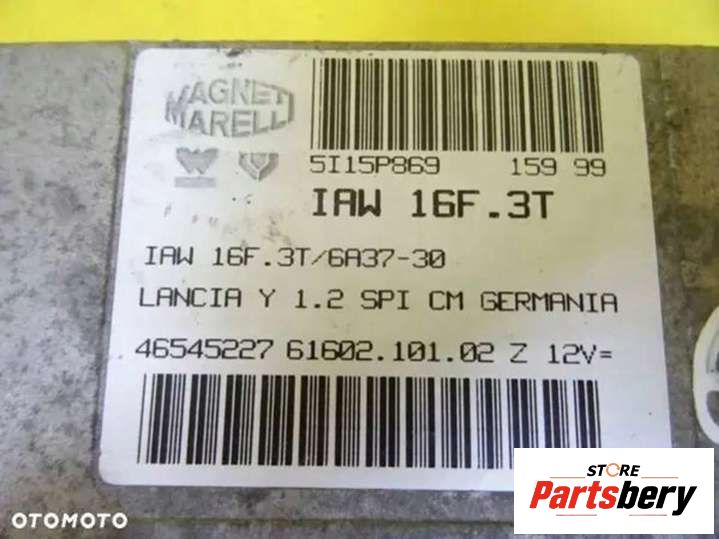 MAGNETI
MARELLI
5I15P869 159 99
IAW 16F.3T
IAW 16F.3T/6A37-30
LANCIA Y 1.2 SPI CM GERMANIA
46545227 61602.101.02 Z 12V=
STORE
Partsbery
OTOMOTO